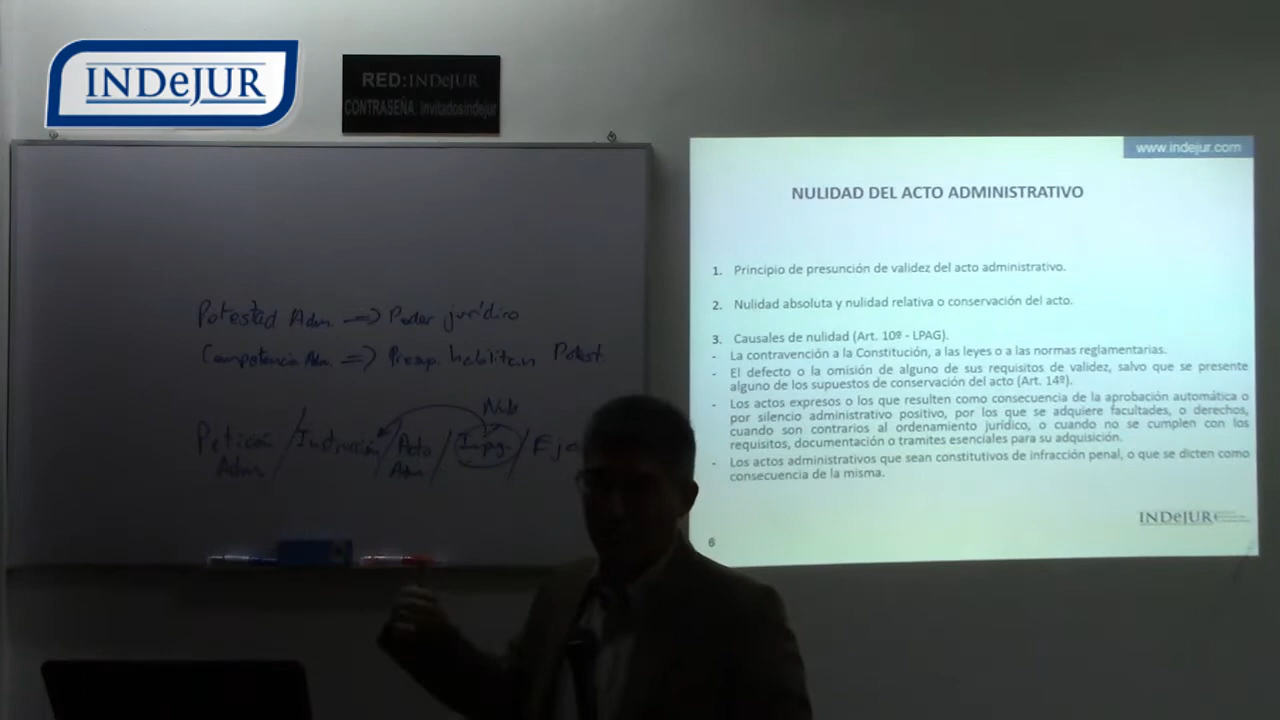 INDeJUR
RED:INDeJUR
CONTRASEÑA: invitadosindejur
Potestad Adm. => Poder jurídico
Competencia Adm. => Presup. habilitan Potest.
Nul
Petición / Instrucción / Acto / Impg. / Eje
Adm Adm.
www.indejur.com
NULIDAD DEL ACTO ADMINISTRATIVO
1. Principio de presunción de validez del acto administrativo.
2. Nulidad absoluta y nulidad relativa o conservación del acto.
3. Causales de nulidad (Art. 10º - LPAG).
- La contravención a la Constitución, a las leyes o a las normas reglamentarias.
- El defecto o la omisión de alguno de sus requisitos de validez, salvo que se presente
alguno de los supuestos de conservación del acto (Art. 14º).
- Los actos expresos o los que resulten como consecuencia de la aprobación automática o
por silencio administrativo positivo, por los que se adquiere facultades, o derechos,
cuando son contrarios al ordenamiento jurídico, o cuando no se cumplen con los
requisitos, documentación o tramites esenciales para su adquisición.
- Los actos administrativos que sean constitutivos de infracción penal, o que se dicten como
consecuencia de la misma.
INDeJUR
6